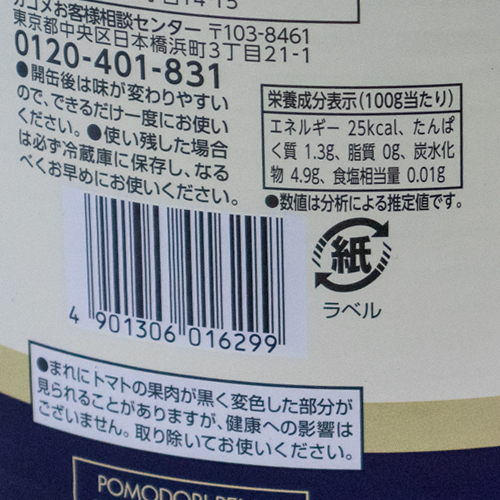 カゴメお客様相談センター 〒103-8461
東京都中央区日本橋浜町3丁目21-1
0120-401-831
●開缶後は味が変わりやすい
ので、できるだけ一度にお使い
ください。●使い残した場合
は必ず冷蔵庫に保存し、なる
べくお早めにお使いください。
栄養成分表示(100g当たり)
エネルギー 25kcal、たんぱ
く質 1.3g、脂質 0g、炭水化
物 4.9g、食塩相当量 0.01g
●数値は分析による推定値です。
紙
ラベル
4 901306 016299
●まれにトマトの果肉が黒く変色した部分が
見られることがありますが、健康への影響は
ございません。取り除いてお使いください。